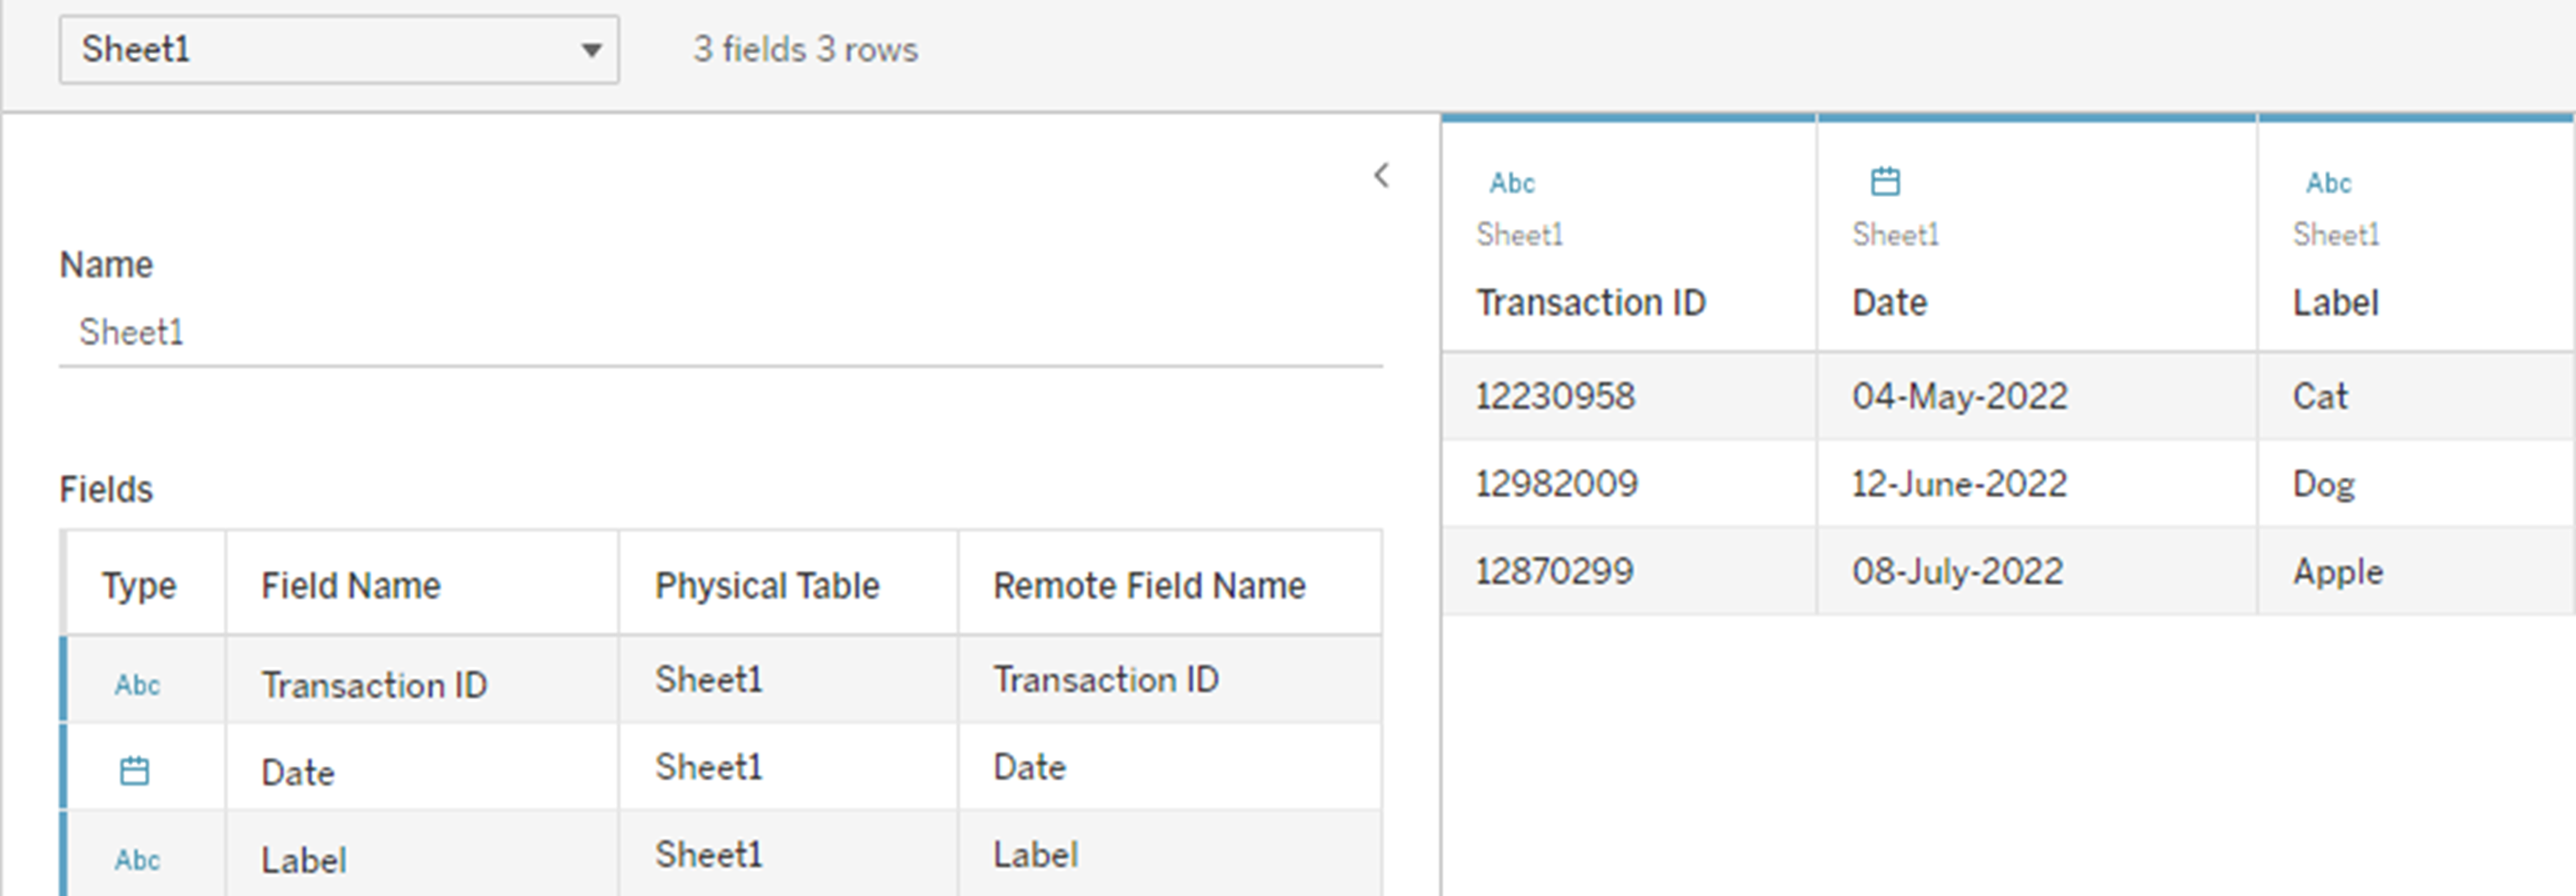 Sheet1 3 fields 3 rows
Name
Sheet1
Fields
Type Field Name Physical Table Remote Field Name
Abc Transaction ID Sheet1 Transaction ID
Date Sheet1 Date
Abc Label Sheet1 Label
Abc Abc
Sheet1 Sheet1 Sheet1
Transaction ID Date Label
12230958 04-May-2022 Cat
12982009 12-June-2022 Dog
12870299 08-July-2022 Apple